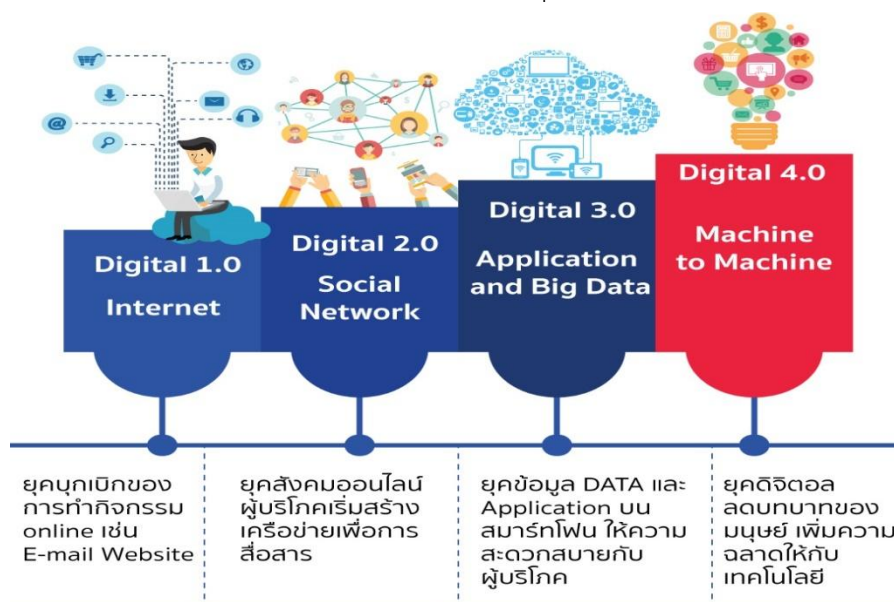 Digital 1.0
Internet
Digital 2.0
Social
Network
Digital 3.0
Application
and Big Data
Digital 4.0
Machine
to Machine
ยุคบุกเบิกของ
การทำกิจกรรม
online เช่น
E-mail Website
ยุคสังคมออนไลน์
ผู้บริโภคเริ่มสร้าง
เครือข่ายเพื่อการ
สื่อสาร
ยุคข้อมูล DATA และ
Application บน
สมาร์ทโฟน ให้ความ
สะดวกสบายกับ
ผู้บริโภค
ยุคดิจิตอล
ลดบทบาทของ
มนุษย์ เพิ่มความ
ฉลาดให้กับ
เทคโนโลยี